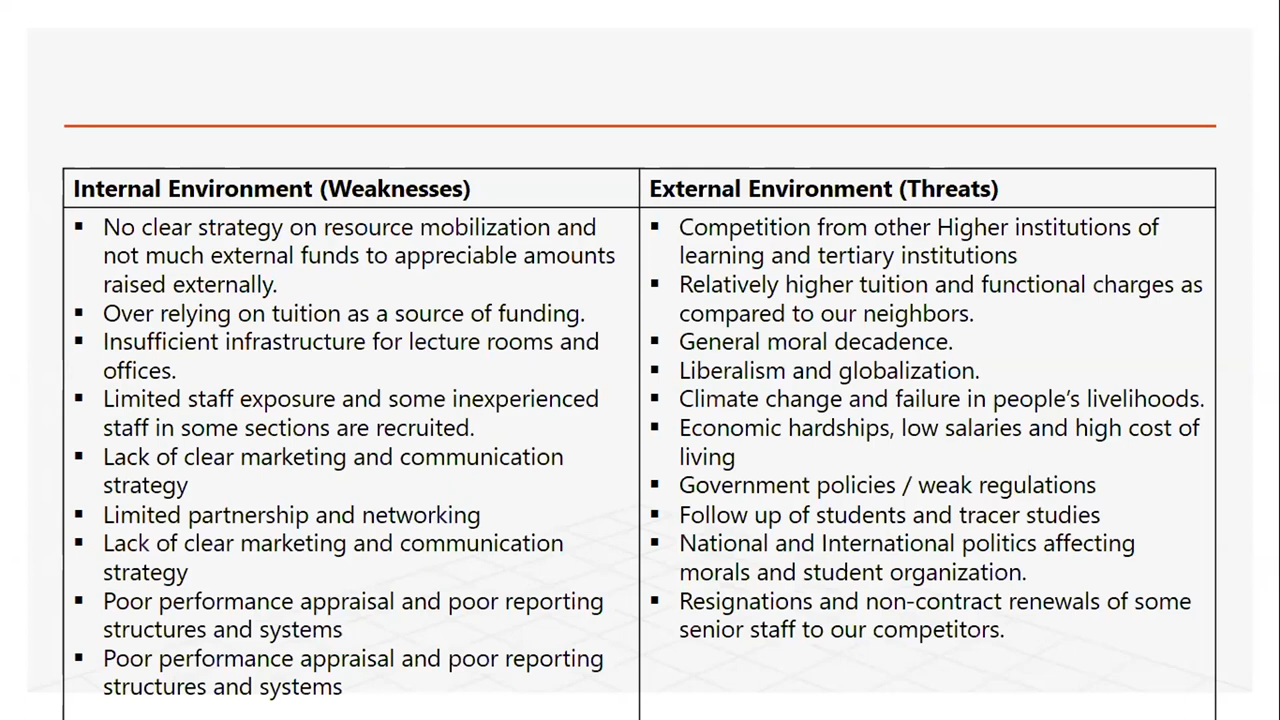 Internal Environment (Weaknesses)
▪ No clear strategy on resource mobilization and
not much external funds to appreciable amounts
raised externally.
▪ Over relying on tuition as a source of funding.
▪ Insufficient infrastructure for lecture rooms and
offices.
▪ Limited staff exposure and some inexperienced
staff in some sections are recruited.
▪ Lack of clear marketing and communication
strategy
▪ Limited partnership and networking
▪ Lack of clear marketing and communication
strategy
▪ Poor performance appraisal and poor reporting
structures and systems
▪ Poor performance appraisal and poor reporting
structures and systems
External Environment (Threats)
▪ Competition from other Higher institutions of
learning and tertiary institutions
▪ Relatively higher tuition and functional charges as
compared to our neighbors.
▪ General moral decadence.
▪ Liberalism and globalization.
▪ Climate change and failure in people‘s livelihoods.
▪ Economic hardships, low salaries and high cost of
living
▪ Government policies / weak regulations
▪ Follow up of students and tracer studies
▪ National and International politics affecting
morals and student organization.
▪ Resignations and non-contract renewals of some
senior staff to our competitors.